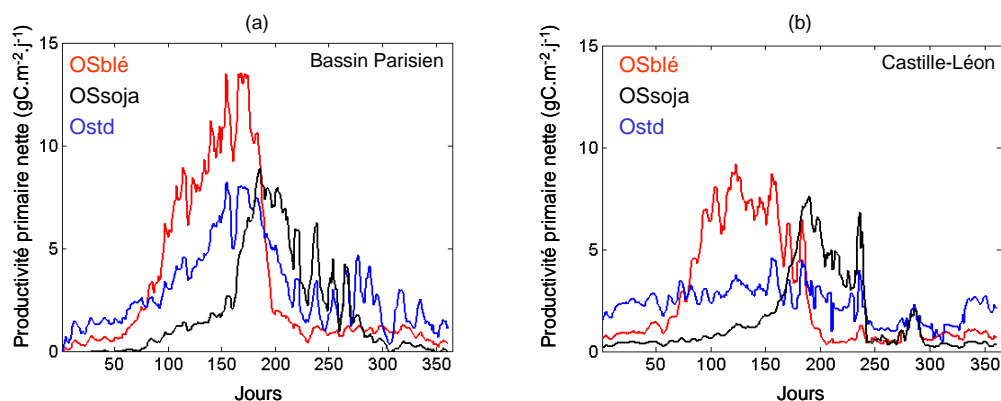 (a)
Productivité primaire nette (gC.m-2.j-1)
15
10
5
0
OSblé
OSsoja
Ostd
Bassin Parisien
50 100 150 200 250 300 350
Jours
(b)
Productivité primaire nette (gC.m-2.j-1)
15
10
5
0
OSblé
OSsoja
Ostd
Castille-Léon
50 100 150 200 250 300 350
Jours